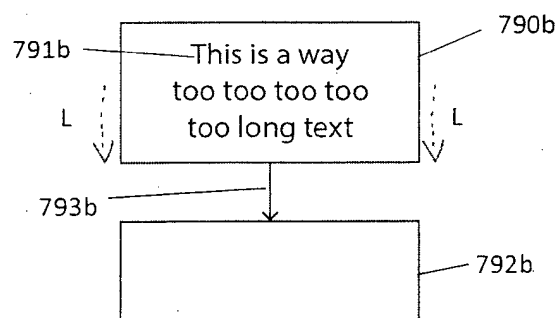 791b
790b
This is a way
too too too too
too long text
L
L
793b
792b